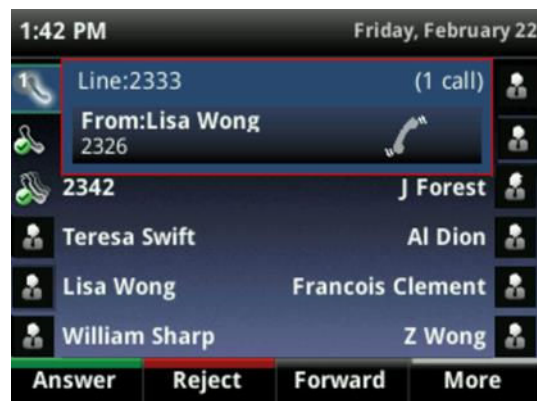 1:42 PM Friday, February 22
1 Line:2333 (1 call)
From:Lisa Wong
2326
2342 J Forest
Teresa Swift Al Dion
Lisa Wong Francois Clement
William Sharp Z Wong
Answer Reject Forward More